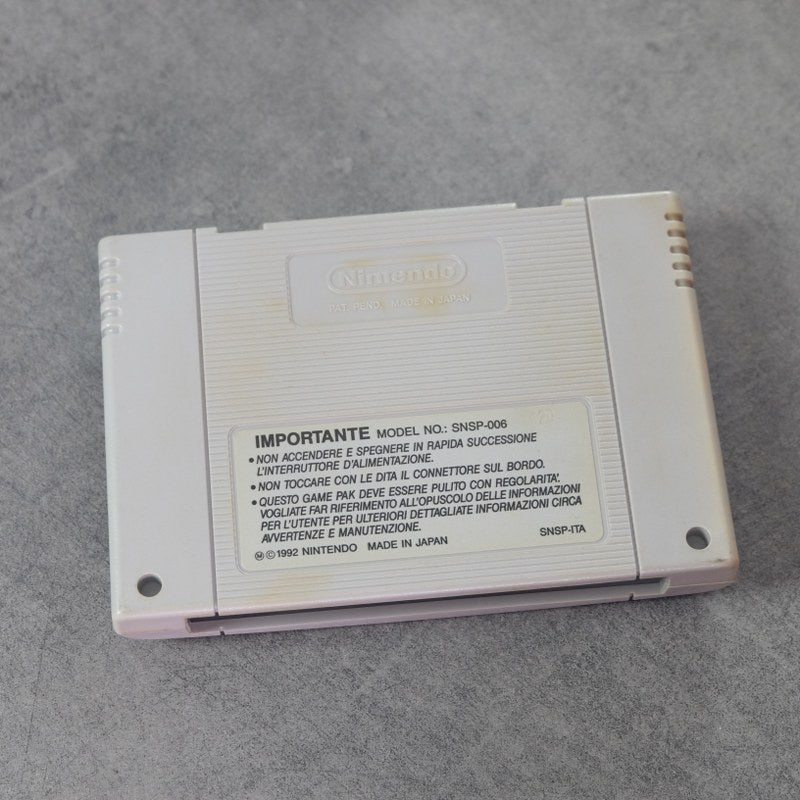 Nintendo
PAT. PEND. MADE IN JAPAN
IMPORTANTE MODEL NO.: SNSP-006
• NON ACCENDERE E SPEGNERE IN RAPIDA SUCCESSIONE
L'INTERRUTTORE D'ALIMENTAZIONE.
• NON TOCCARE CON LE DITA IL CONNETTORE SUL BORDO.
• QUESTO GAME PAK DEVE ESSERE PULITO CON REGOLARITA'.
VOGLIATE FAR RIFERIMENTO ALL'OPUSCOLO DELLE INFORMAZIONI
PER L'UTENTE PER ULTERIORI DETTAGLIATE INFORMAZIONI CIRCA
AVVERTENZE E MANUTENZIONE.
SNSP-ITA
Ⓜ © 1992 NINTENDO MADE IN JAPAN